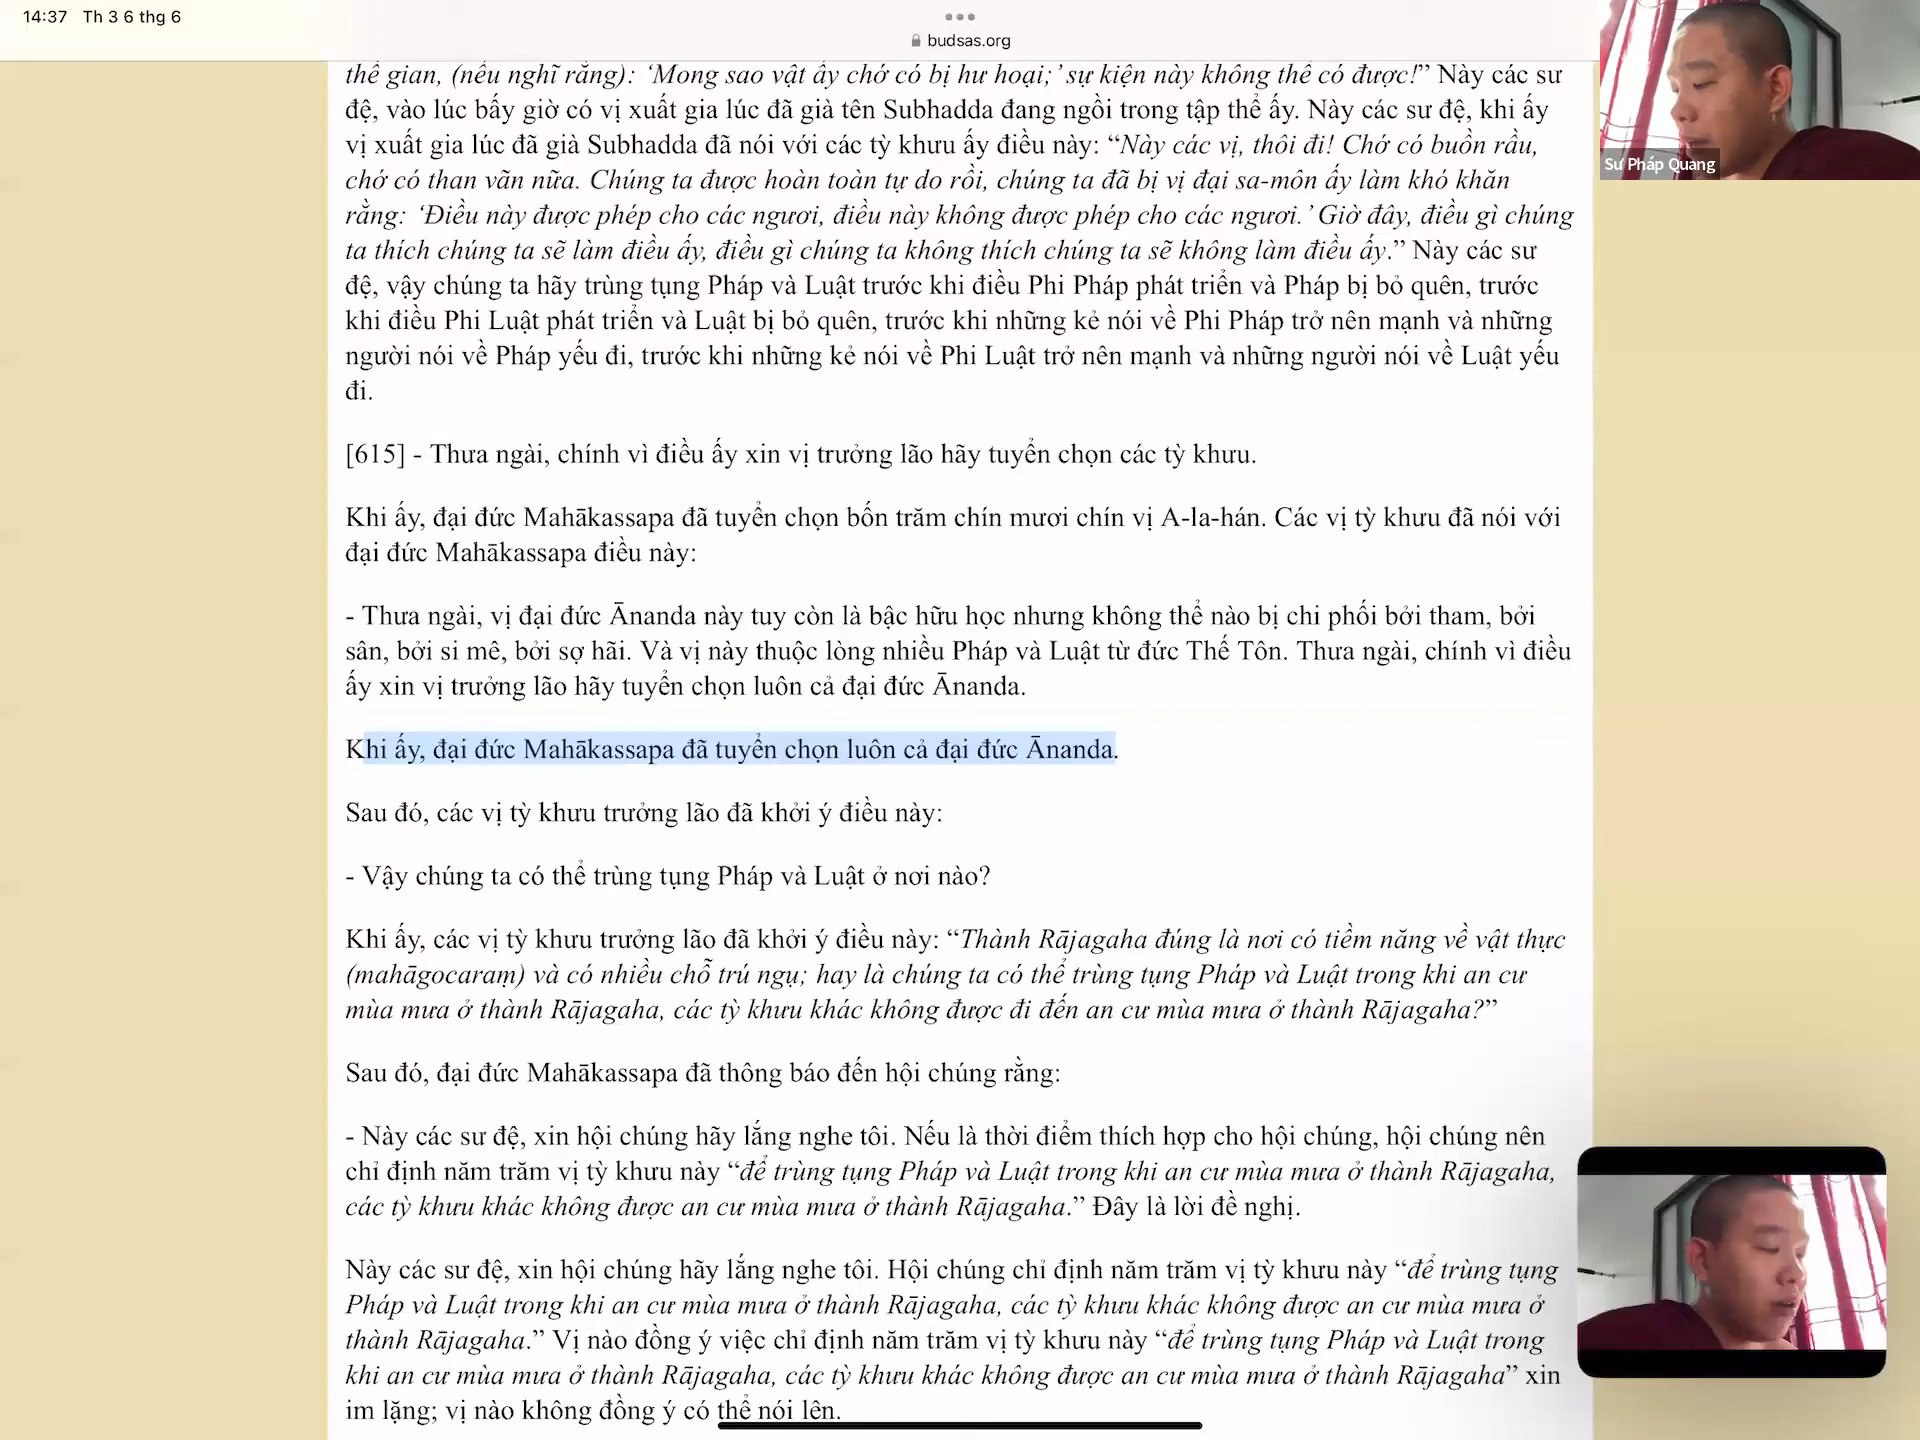 14:37 Th 3 6 thg 6
budsas.org
thế gian, (nếu nghĩ rằng): ‘Mong sao vật ấy chớ có bị hư hoại;’ sự kiện này không thể có được!” Này các sư
đệ, vào lúc bấy giờ có vị xuất gia lúc đã già tên Subhadda đang ngồi trong tập thể ấy. Này các sư đệ, khi ấy
vị xuất gia lúc đã già Subhadda đã nói với các tỳ khưu ấy điều này: “Này các vị, thôi đi! Chớ có buồn rầu,
chớ có than vãn nữa. Chúng ta được hoàn toàn tự do rồi, chúng ta đã bị vị đại sa-môn ấy làm khó khăn
rằng: ‘Điều này được phép cho các ngươi, điều này không được phép cho các ngươi.’ Giờ đây, điều gì chúng
ta thích chúng ta sẽ làm điều ấy, điều gì chúng ta không thích chúng ta sẽ không làm điều ấy.” Này các sư
đệ, vậy chúng ta hãy trùng tụng Pháp và Luật trước khi điều Phi Pháp phát triển và Pháp bị bỏ quên, trước
khi điều Phi Luật phát triển và Luật bị bỏ quên, trước khi những kẻ nói về Phi Pháp trở nên mạnh và những
người nói về Pháp yếu đi, trước khi những kẻ nói về Phi Luật trở nên mạnh và những người nói về Luật yếu
đi.
[615] - Thưa ngài, chính vì điều ấy xin vị trưởng lão hãy tuyển chọn các tỳ khưu.
Khi ấy, đại đức Mahākassapa đã tuyển chọn bốn trăm chín mươi chín vị A-la-hán. Các vị tỳ khưu đã nói với
đại đức Mahākassapa điều này:
- Thưa ngài, vị đại đức Ānanda này tuy còn là bậc hữu học nhưng không thể nào bị chi phối bởi tham, bởi
sân, bởi si mê, bởi sợ hãi. Và vị này thuộc lòng nhiều Pháp và Luật từ đức Thế Tôn. Thưa ngài, chính vì điều
ấy xin vị trưởng lão hãy tuyển chọn luôn cả đại đức Ānanda.
Khi ấy, đại đức Mahākassapa đã tuyển chọn luôn cả đại đức Ānanda.
Sau đó, các vị tỳ khưu trưởng lão đã khởi ý điều này:
- Vậy chúng ta có thể trùng tụng Pháp và Luật ở nơi nào?
Khi ấy, các vị tỳ khưu trưởng lão đã khởi ý điều này: “Thành Rājagaha đúng là nơi có tiềm năng về vật thực
(mahāgocaraṃ) và có nhiều chỗ trú ngụ; hay là chúng ta có thể trùng tụng Pháp và Luật trong khi an cư
mùa mưa ở thành Rājagaha, các tỳ khưu khác không được đi đến an cư mùa mưa ở thành Rājagaha?”
Sau đó, đại đức Mahākassapa đã thông báo đến hội chúng rằng:
- Này các sư đệ, xin hội chúng hãy lắng nghe tôi. Nếu là thời điểm thích hợp cho hội chúng, hội chúng nên
chỉ định năm trăm vị tỳ khưu này “để trùng tụng Pháp và Luật trong khi an cư mùa mưa ở thành Rājagaha,
các tỳ khưu khác không được an cư mùa mưa ở thành Rājagaha.” Đây là lời đề nghị.
Này các sư đệ, xin hội chúng hãy lắng nghe tôi. Hội chúng chỉ định năm trăm vị tỳ khưu này “để trùng tụng
Pháp và Luật trong khi an cư mùa mưa ở thành Rājagaha, các tỳ khưu khác không được an cư mùa mưa ở
thành Rājagaha.” Vị nào đồng ý việc chỉ định năm trăm vị tỳ khưu này “để trùng tụng Pháp và Luật trong
khi an cư mùa mưa ở thành Rājagaha, các tỳ khưu khác không được an cư mùa mưa ở thành Rājagaha” xin
im lặng; vị nào không đồng ý có thể nói lên.
Sư Pháp Quang